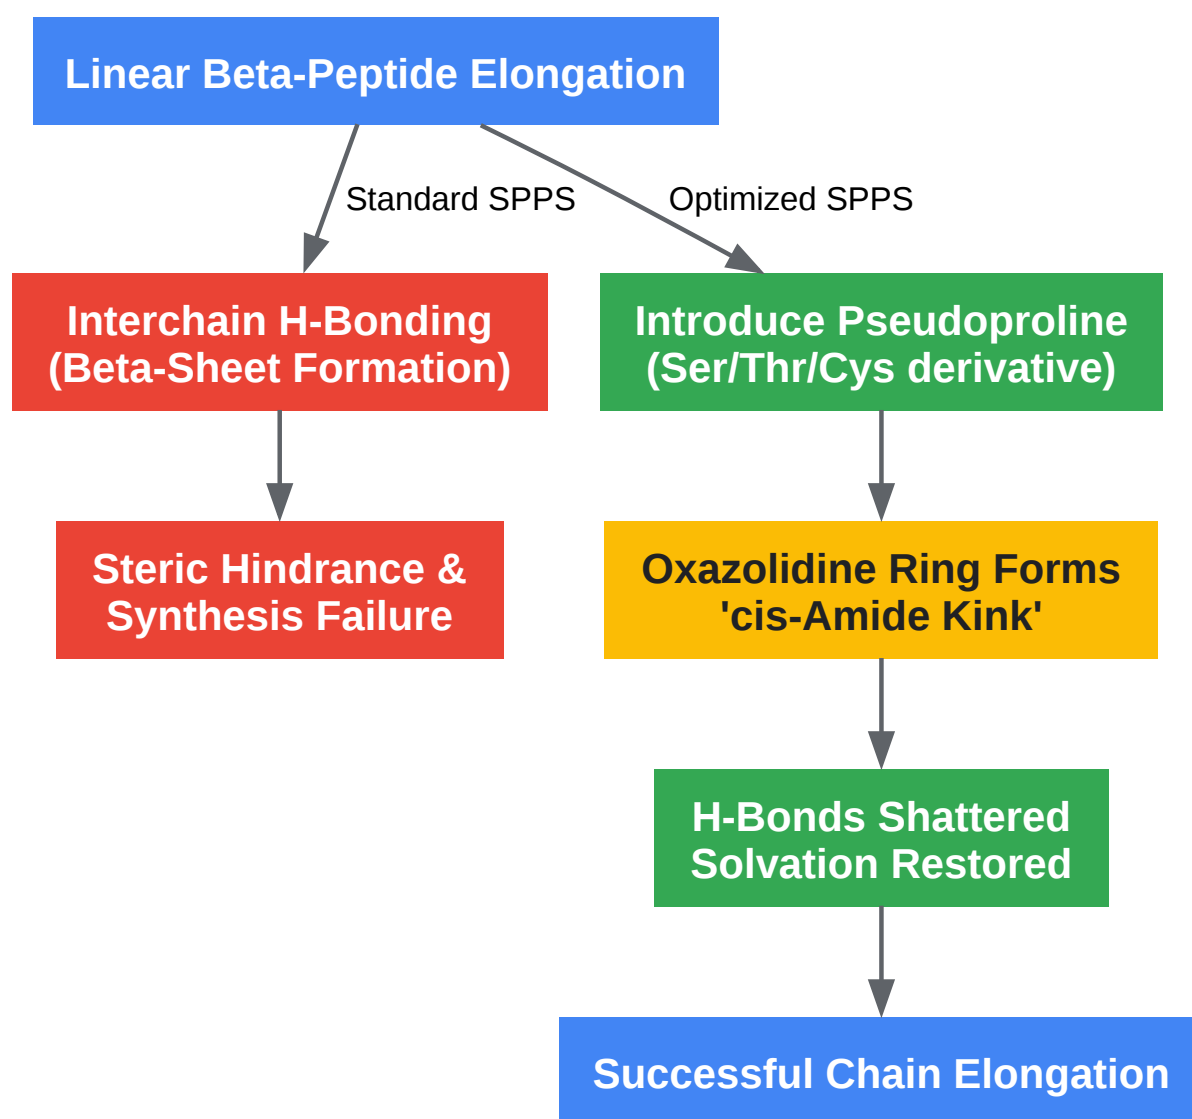 Linear Beta-Peptide Elongation
Standard SPPS
Optimized SPPS
Interchain H-Bonding
(Beta-Sheet Formation)
Introduce Pseudoproline
(Ser/Thr/Cys derivative)
Steric Hindrance &
Synthesis Failure
Oxazolidine Ring Forms
'cis-Amide Kink'
H-Bonds Shattered
Solvation Restored
Successful Chain Elongation